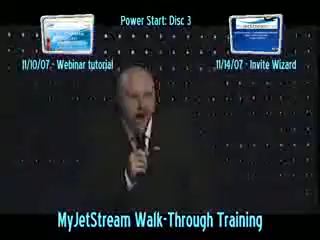 Power Start: Disc 3
11/10/07 - Webinar tutorial
11/14/07 - Invite Wizard
MyJetStream Walk-Through Training